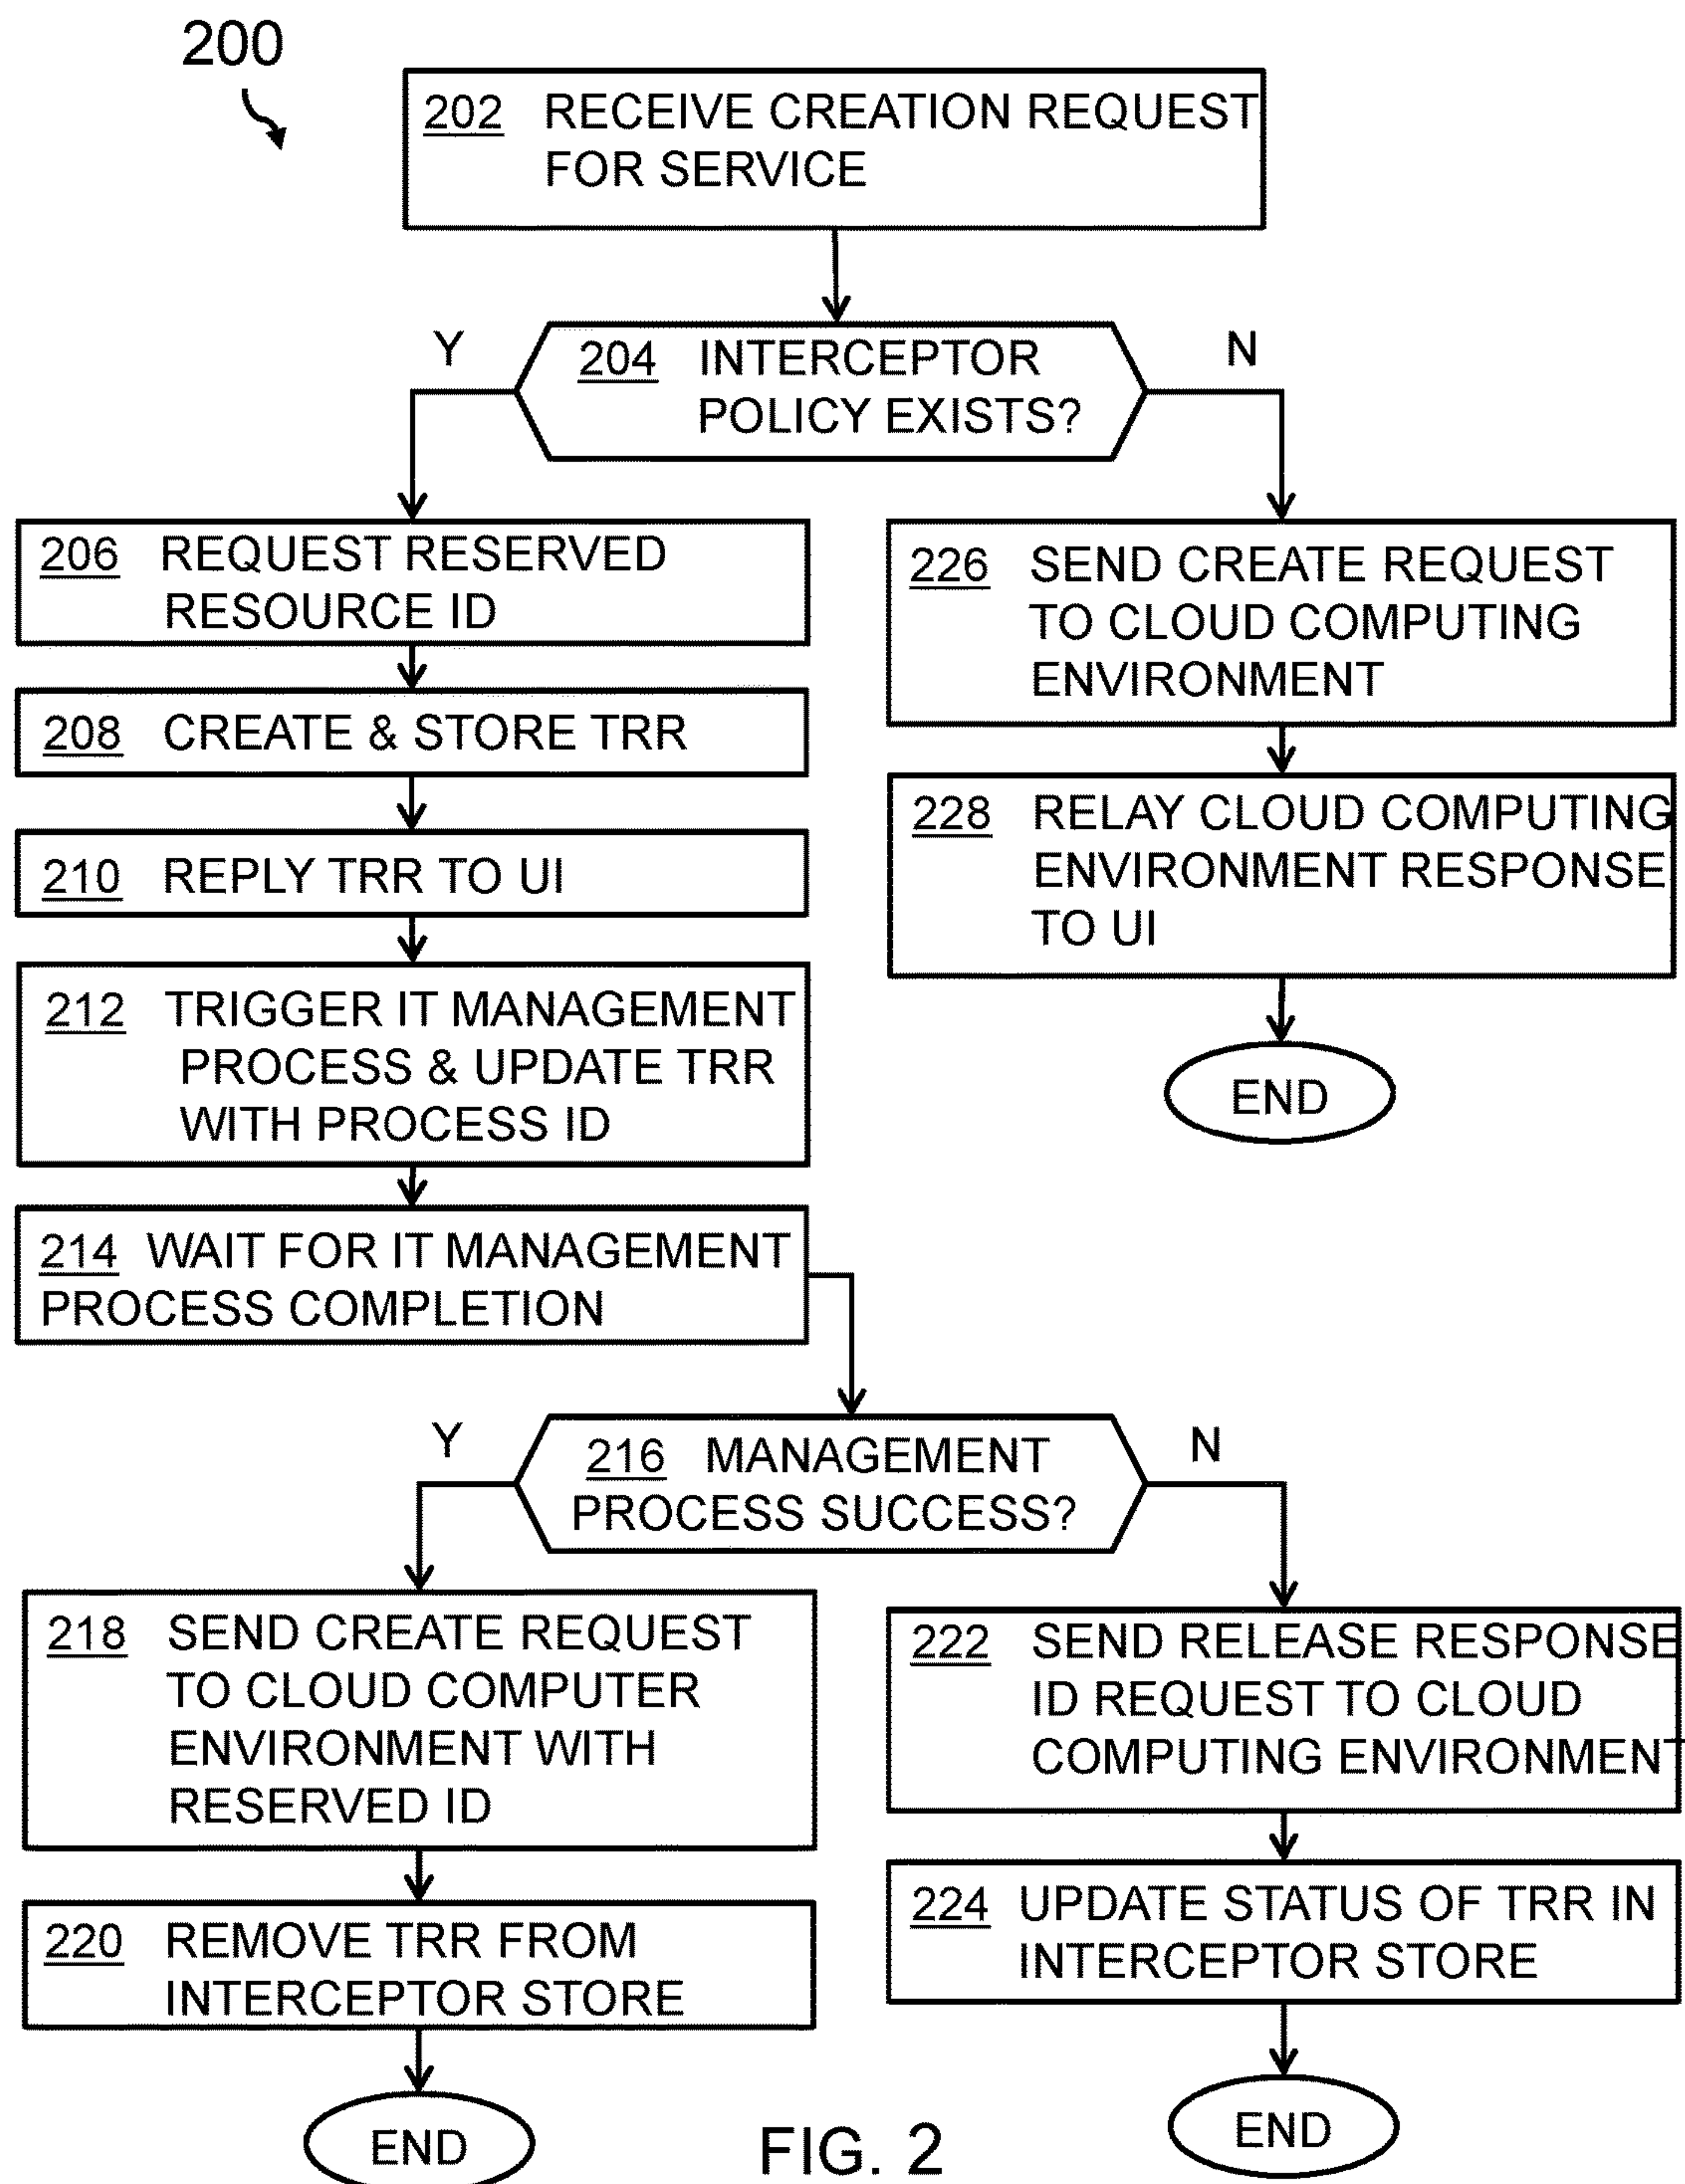 200
202 RECEIVE CREATION REQUEST
FOR SERVICE
Y
204 INTERCEPTOR
POLICY EXISTS?
N
206 REQUEST RESERVED
RESOURCE ID
208 CREATE & STORE TRR
210 REPLY TRR TO UI
212 TRIGGER IT MANAGEMENT
PROCESS & UPDATE TRR
WITH PROCESS ID
214 WAIT FOR IT MANAGEMENT
PROCESS COMPLETION
226 SEND CREATE REQUEST
TO CLOUD COMPUTING
ENVIRONMENT
228 RELAY CLOUD COMPUTING
ENVIRONMENT RESPONSE
TO UI
END
Y
216 MANAGEMENT
PROCESS SUCCESS?
N
218 SEND CREATE REQUEST
TO CLOUD COMPUTER
ENVIRONMENT WITH
RESERVED ID
220 REMOVE TRR FROM
INTERCEPTOR STORE
END
222 SEND RELEASE RESPONSE
ID REQUEST TO CLOUD
COMPUTING ENVIRONMENT
224 UPDATE STATUS OF TRR IN
INTERCEPTOR STORE
END
FIG. 2